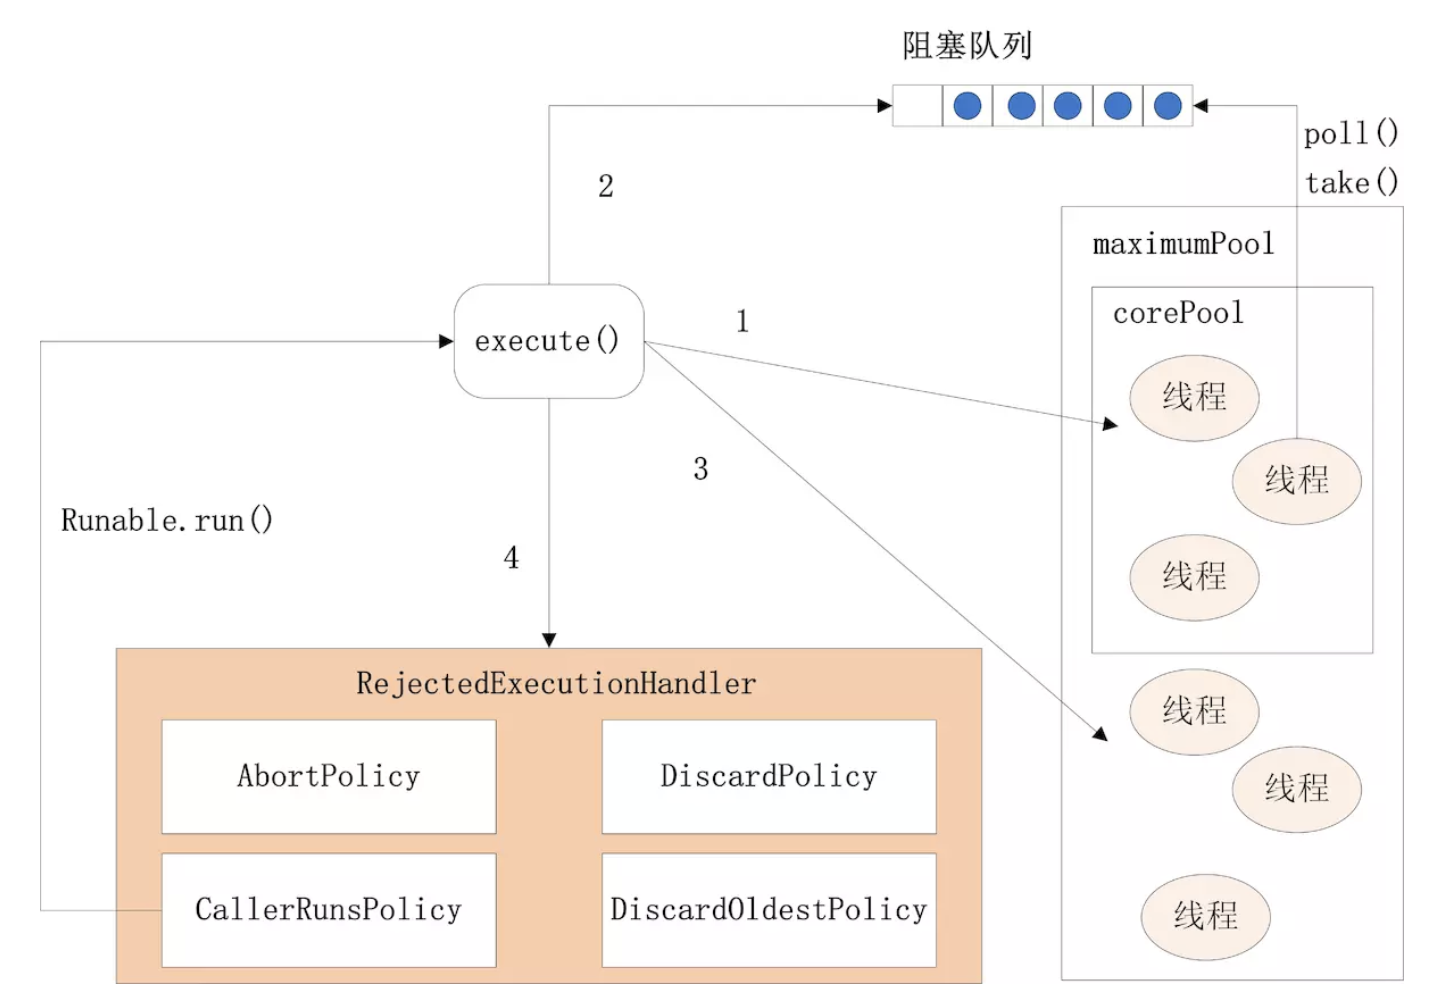 阻塞队列
poll()
take()
2
maximumPool
corePool
1
execute()
线程
3
线程
Runable.run()
4
线程
RejectedExecutionHandler
线程
AbortPolicy
DiscardPolicy
线程
CallerRunsPolicy
DiscardOldestPolicy
线程